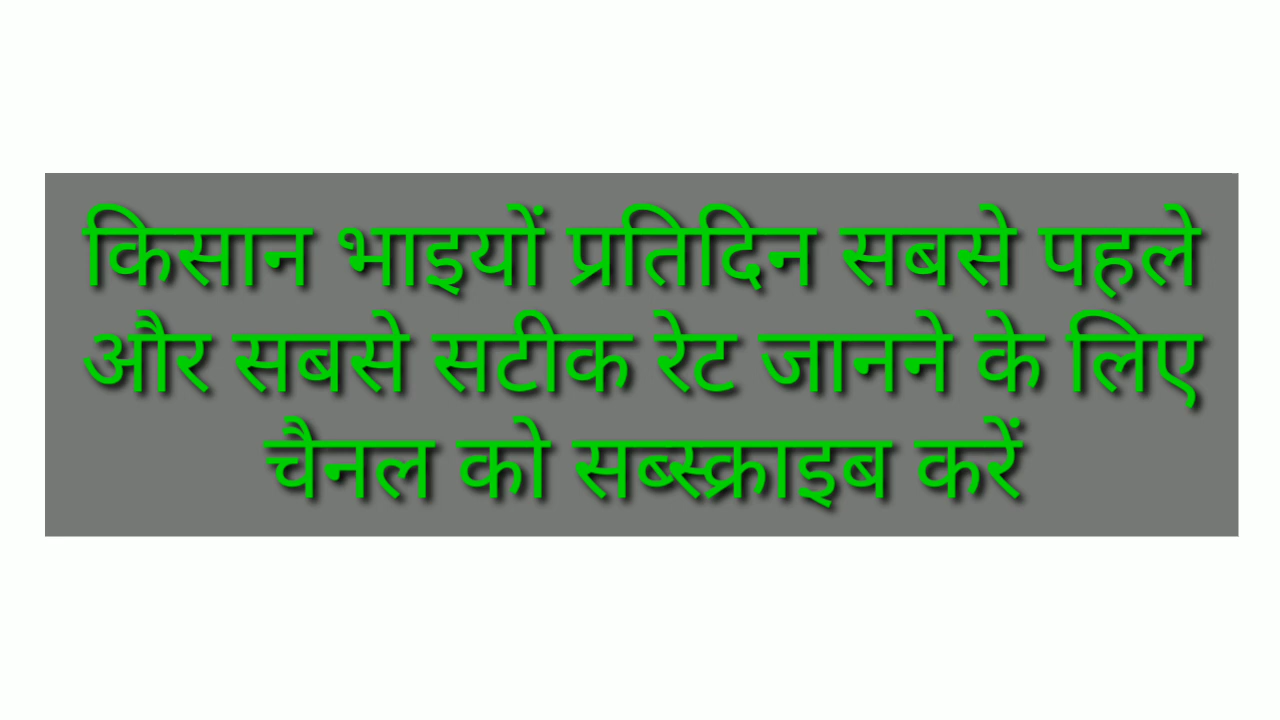 किसान भाइयों प्रतिदिन सबसे पहले
और सबसे सटीक रेट जानने के लिए
चैनल को सब्स्क्राइब करें